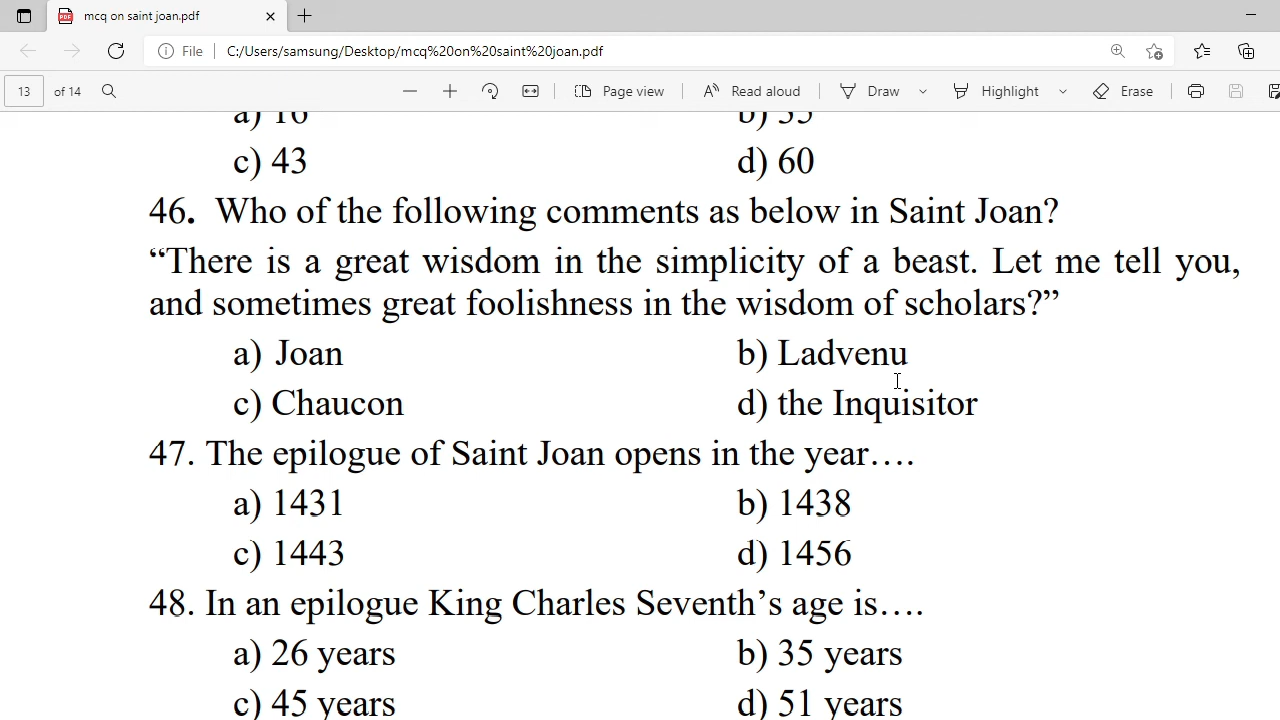 mcq on saint joan.pdf
File C:/Users/samsung/Desktop/mcq%20on%20saint%20joan.pdf
13 of 14 Page view Read aloud Draw Highlight Erase
a) 16 b) 35
c) 43 d) 60
46. Who of the following comments as below in Saint Joan?
“There is a great wisdom in the simplicity of a beast. Let me tell you,
and sometimes great foolishness in the wisdom of scholars?”
a) Joan b) Ladvenu
c) Chaucon d) the Inquisitor
47. The epilogue of Saint Joan opens in the year….
a) 1431 b) 1438
c) 1443 d) 1456
48. In an epilogue King Charles Seventh’s age is….
a) 26 years b) 35 years
c) 45 years d) 51 years